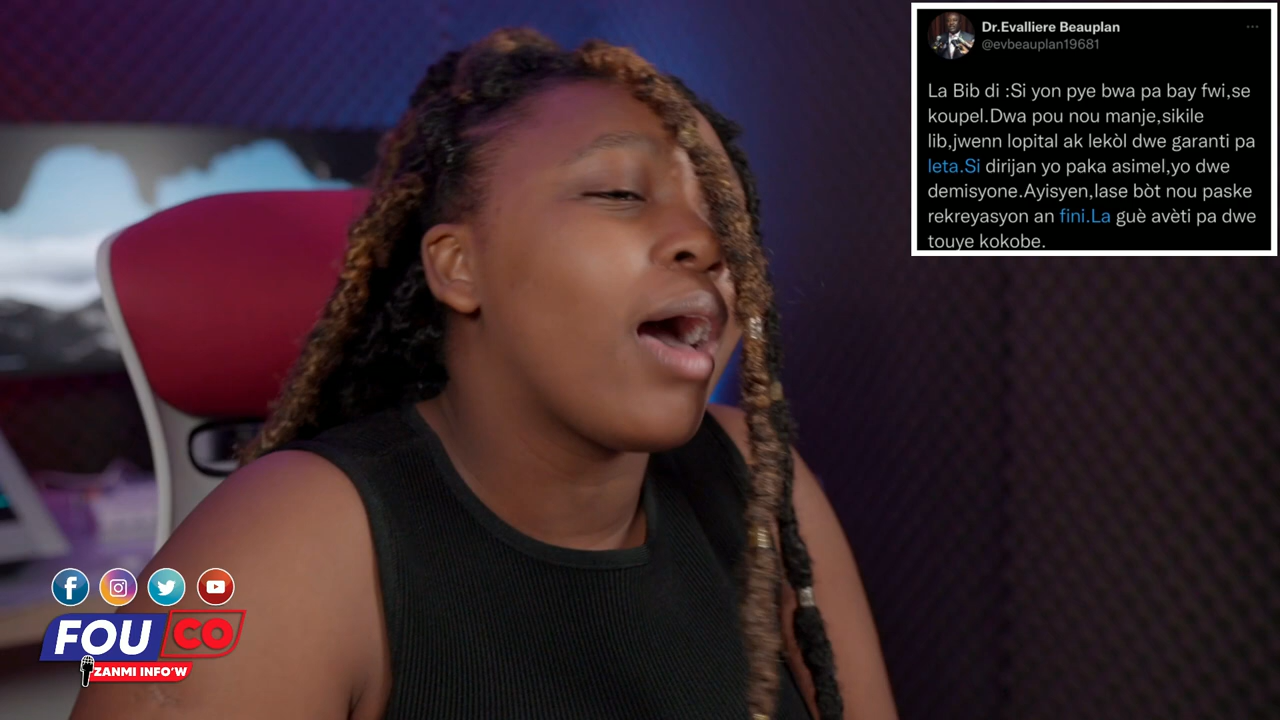 Dr.Evalliere Beauplan
@evbeauplan19681
La Bib di :Si yon pye bwa pa bay fwi,se
koupel.Dwa pou nou manje,sikile
lib,jwenn lopital ak lekòl dwe garanti pa
leta.Si dirijan yo paka asimel,yo dwe
demisyone.Ayisyen,lase bòt nou paske
rekreyasyon an fini.La guè avèti pa dwe
touye kokobe.
FOU CO
ZANMI INFO'W